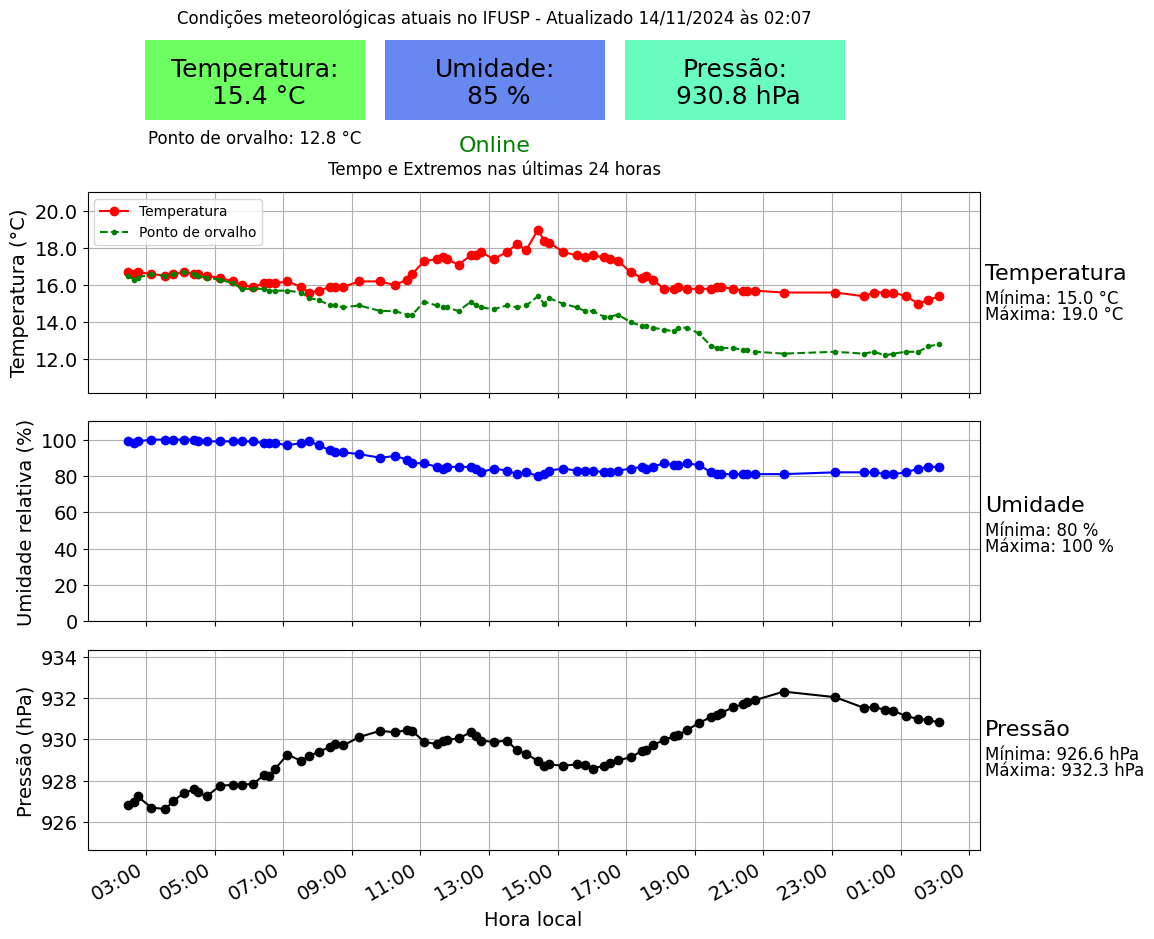 Condições meteorológicas atuais no IFUSP - Atualizado 14/11/2024 às 02:07
Temperatura:
15.4 °C
Umidade:
85 %
Pressão:
930.8 hPa
Ponto de orvalho: 12.8 °C
Online
Tempo e Extremos nas últimas 24 horas
Temperatura (°C)
20.0
18.0
16.0
14.0
12.0
Temperatura
Ponto de orvalho
Temperatura
Mínima: 15.0 °C
Máxima: 19.0 °C
Umidade relativa (%)
100
80
60
40
20
0
Umidade
Mínima: 80 %
Máxima: 100 %
Pressão (hPa)
934
932
930
928
926
Pressão
Mínima: 926.6 hPa
Máxima: 932.3 hPa
03:00
05:00
07:00
09:00
11:00
13:00
15:00
17:00
19:00
21:00
23:00
01:00
03:00
Hora local